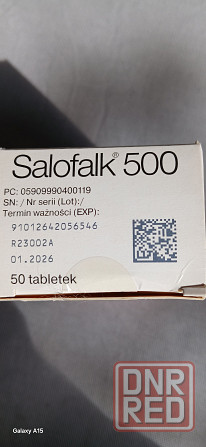 Salofalk® 500
PC: 05909990400119
SN: / Nr serii (Lot):/
Termin ważności (EXP):
91012642056546
R23002A
01.2026
50 tabletek
DNR
RED
Galaxy A15